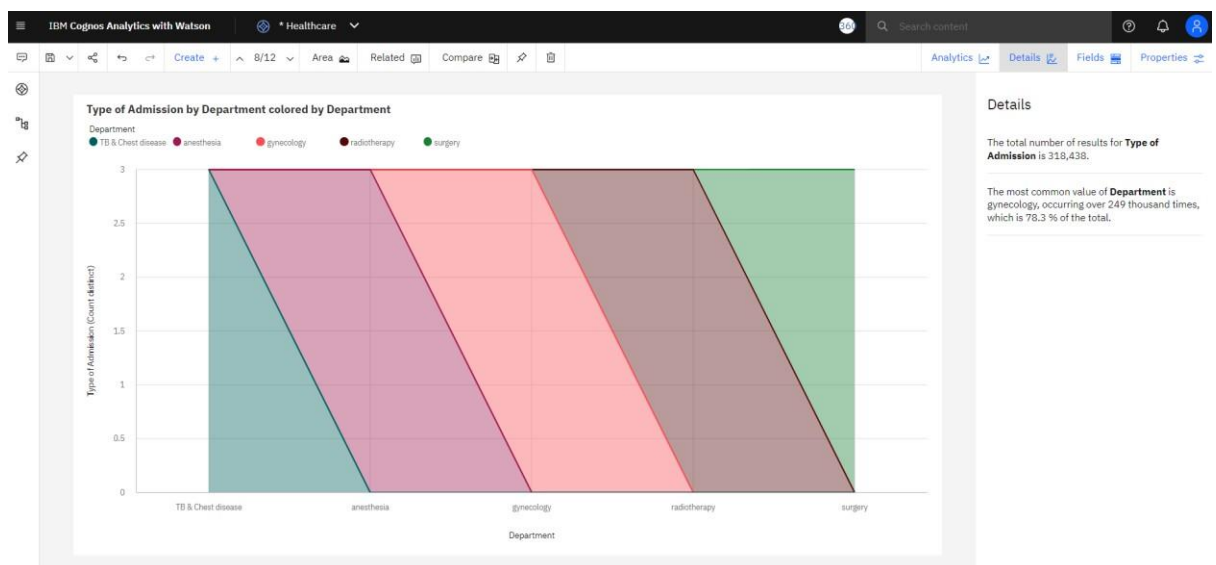 IBM Cognos Analytics with Watson
* Healthcare
360
Search content
Create +
8/12
Area
Related
Compare
Analytics
Details
Fields
Properties
Type of Admission by Department colored by Department
Department
TB & Chest disease
anesthesia
gynecology
radiotherapy
surgery
3
2.5
2
1.5
1
0.5
0
Type of Admission (Count distinct)
TB & Chest disease
anesthesia
gynecology
radiotherapy
surgery
Department
Details
The total number of results for Type of
Admission is 318,438.
The most common value of Department is
gynecology, occurring over 249 thousand times,
which is 78.3 % of the total.